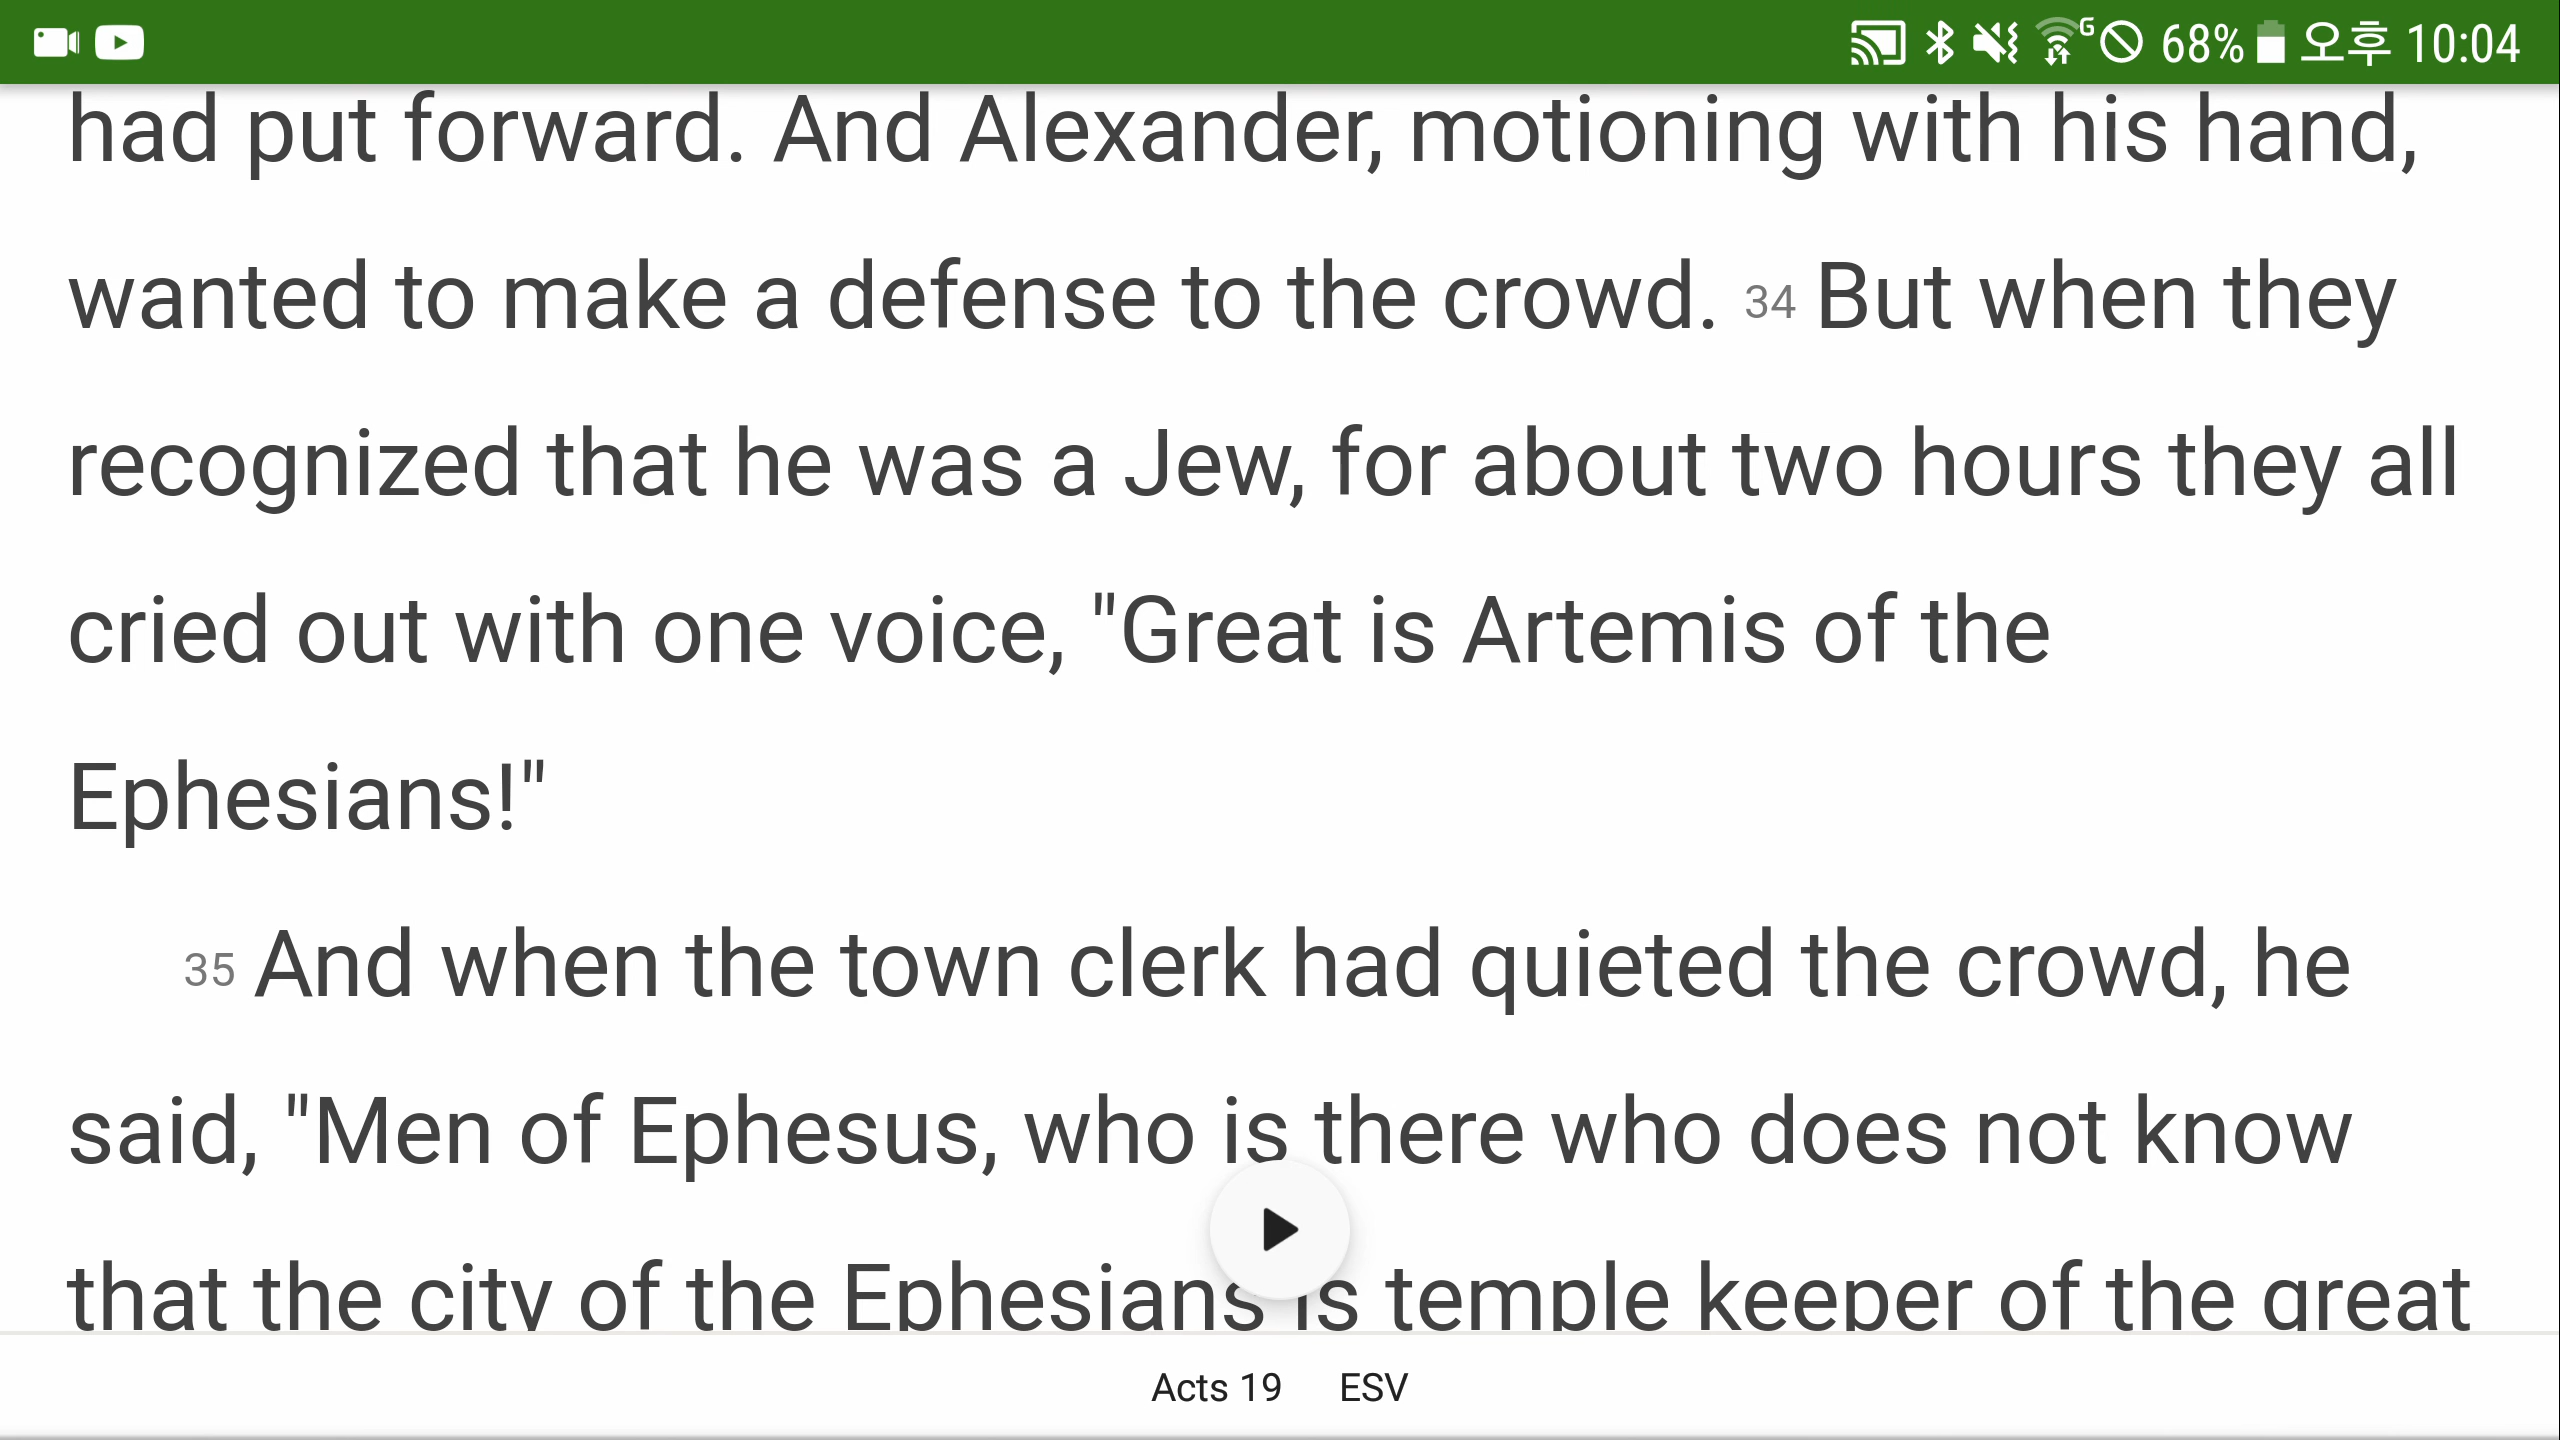 G 68% 오후 10:04
had put forward. And Alexander, motioning with his hand,
wanted to make a defense to the crowd. 34 But when they
recognized that he was a Jew, for about two hours they all
cried out with one voice, "Great is Artemis of the
Ephesians!"
35 And when the town clerk had quieted the crowd, he
said, "Men of Ephesus, who is there who does not know
that the city of the Ephesians is temple keeper of the great
Acts 19 ESV